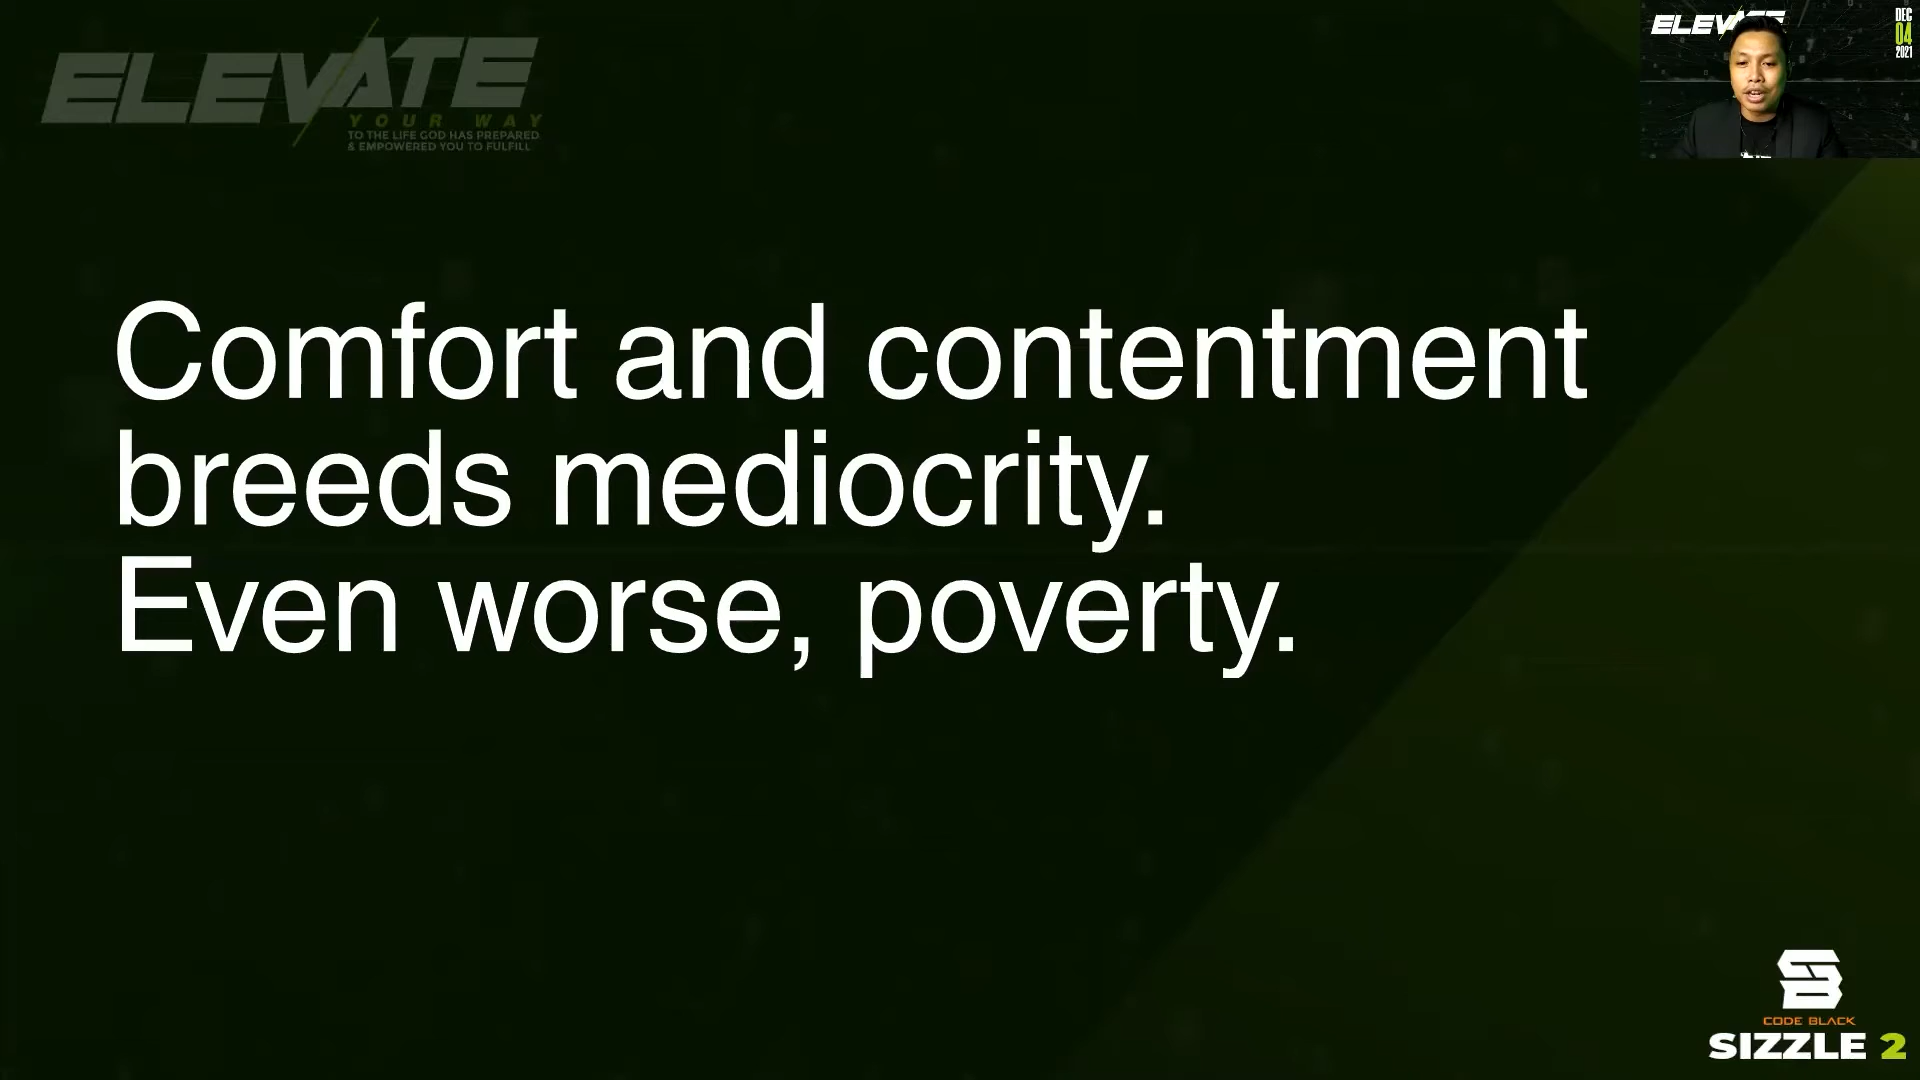 ELEVATE
YOUR WAY
TO THE LIFE GOD HAS PREPARED
& EMPOWERED YOU TO FULFILL
DEC
04
2021
Comfort and contentment
breeds mediocrity.
Even worse, poverty.
CODE BLACK
SIZZLE 2